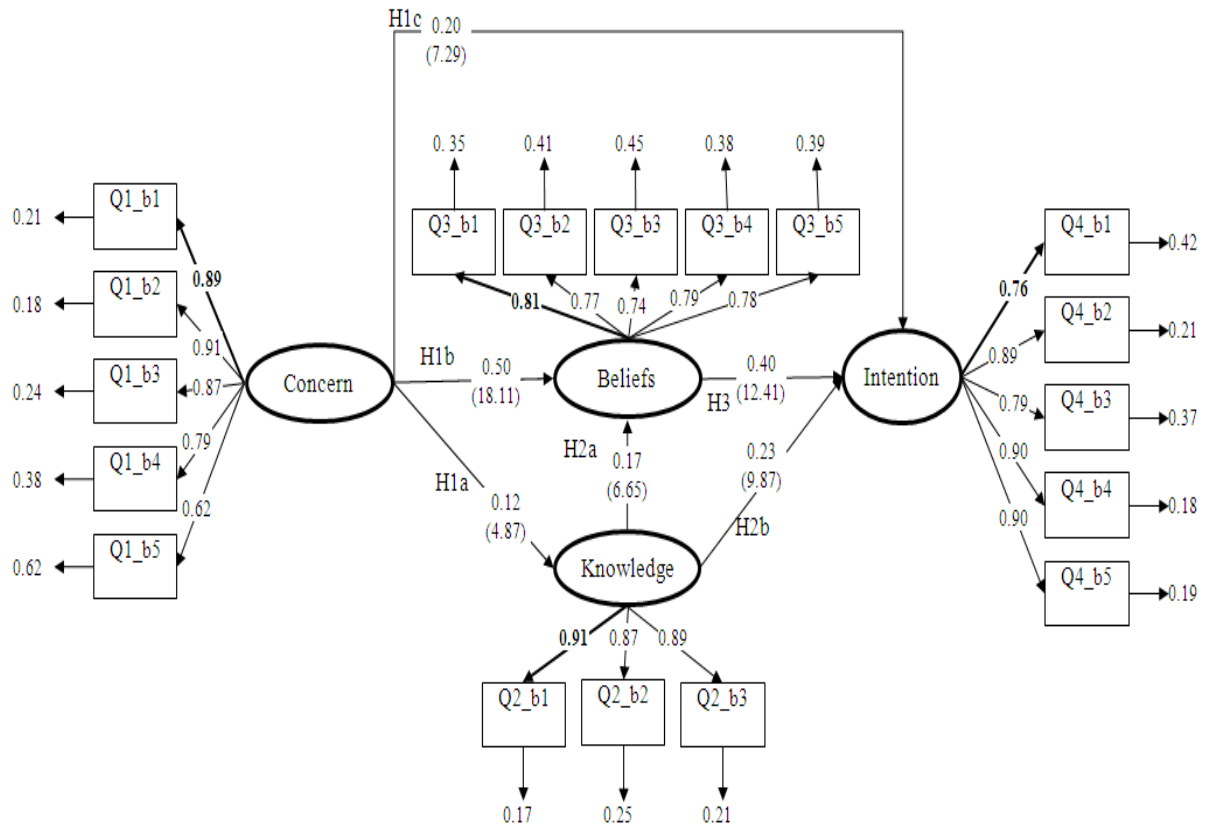 H1c 0.20
(7.29)
0.35 0.41 0.45 0.38 0.39
Q1_b1
0.21
Q3_b1 Q3_b2 Q3_b3 Q3_b4 Q3_b5
Q4_b1
0.42
0.89
0.76
Q1_b2
0.18
0.81 0.77 0.74 0.79 0.78
Q4_b2
0.21
0.91
0.89
Q1_b3
0.24
0.87
Concern
H1b
0.50
(18.11)
Beliefs
0.40
(12.41)
H3
Intention
0.79
Q4_b3
0.37
0.79
Q1_b4
0.38
H2a
0.17
(6.65)
0.23
(9.87)
0.90
Q4_b4
0.18
H1a
0.12
(4.87)
0.62
H2b
0.90
Q1_b5
0.62
Knowledge
Q4_b5
0.19
0.91 0.87 0.89
Q2_b1 Q2_b2 Q2_b3
0.17 0.25 0.21